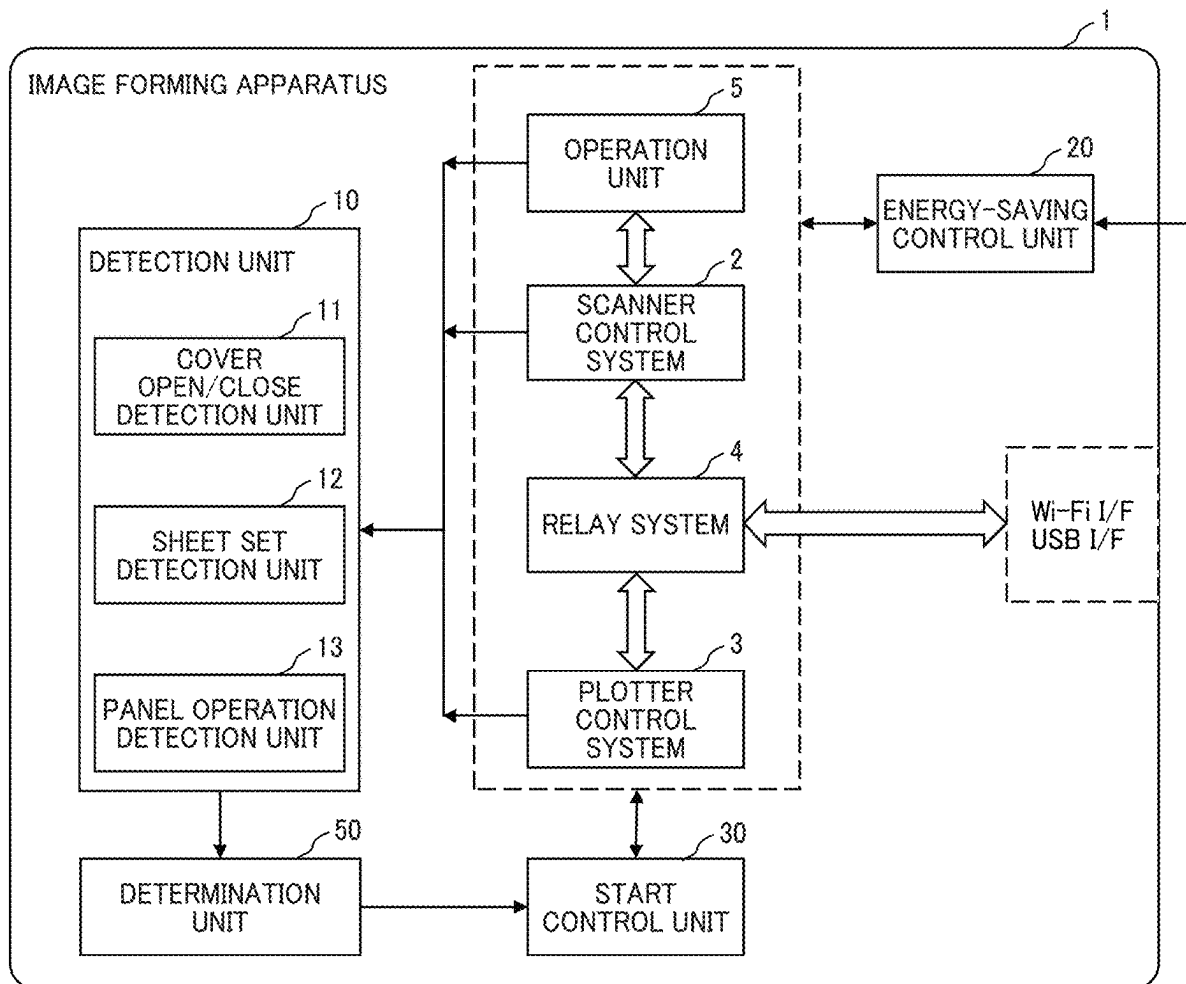 1
IMAGE FORMING APPARATUS
5
OPERATION
UNIT
20
ENERGY-SAVING
CONTROL UNIT
10
DETECTION UNIT
2
SCANNER
CONTROL
SYSTEM
11
COVER
OPEN/CLOSE
DETECTION UNIT
4
RELAY SYSTEM
Wi-Fi I/F
USB I/F
12
SHEET SET
DETECTION UNIT
3
PLOTTER
CONTROL
SYSTEM
13
PANEL OPERATION
DETECTION UNIT
50
DETERMINATION
UNIT
30
START
CONTROL UNIT